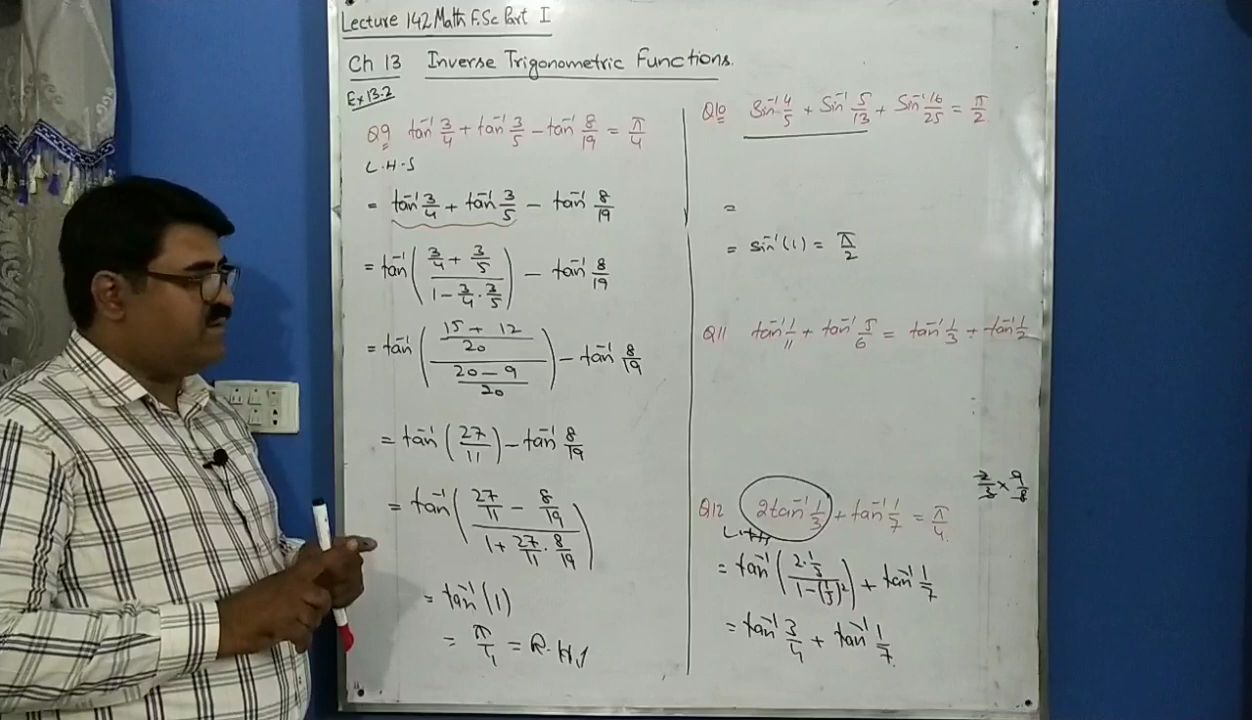 Lecture 142 Math F.Sc Part I
Ch 13 Inverse Trigonometric Functions.
Ex 13.2
Q9 tan⁻¹ 3/4 + tan⁻¹ 3/5 − tan⁻¹ 8/19 = π/4
L.H.S
= tan⁻¹ 3/4 + tan⁻¹ 3/5 − tan⁻¹ 8/19
= tan⁻¹( (3/4 + 3/5) / (1 − 3/4 · 3/5) ) − tan⁻¹ 8/19
= tan⁻¹( ((15 + 12)/20) / ((20 − 9)/20) ) − tan⁻¹ 8/19
= tan⁻¹(27/11) − tan⁻¹ 8/19
= tan⁻¹( (27/11 − 8/19) / (1 + 27/11 · 8/19) )
= tan⁻¹(1)
= π/4 = R.H.S
Q10 Sin⁻¹ 4/5 + Sin⁻¹ 5/13 + Sin⁻¹ 16/25 = π/2
=
= sin⁻¹(1) = π/2
Q11 tan⁻¹ 1/11 + tan⁻¹ 5/6 = tan⁻¹ 1/3 + tan⁻¹ 1/2
2/3 × 9/8
Q12 2tan⁻¹ 1/3 + tan⁻¹ 1/7 = π/4.
L.H.S
= tan⁻¹( (2·1/3) / (1 − (1/3)²) ) + tan⁻¹ 1/7
= tan⁻¹ 3/4 + tan⁻¹ 1/7.